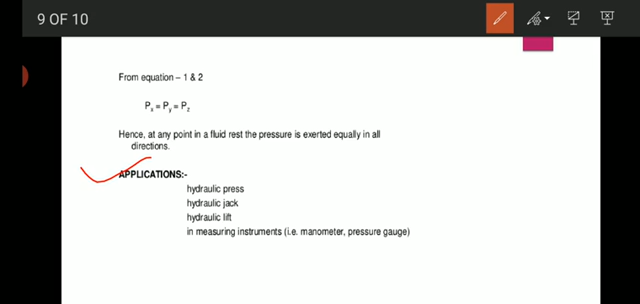 9 OF 10
From equation – 1 & 2
Px = Py = Pz
Hence, at any point in a fluid rest the pressure is exerted equally in all
directions.
APPLICATIONS:-
hydraulic press
hydraulic jack
hydraulic lift
in measuring instruments (i.e. manometer, pressure gauge)